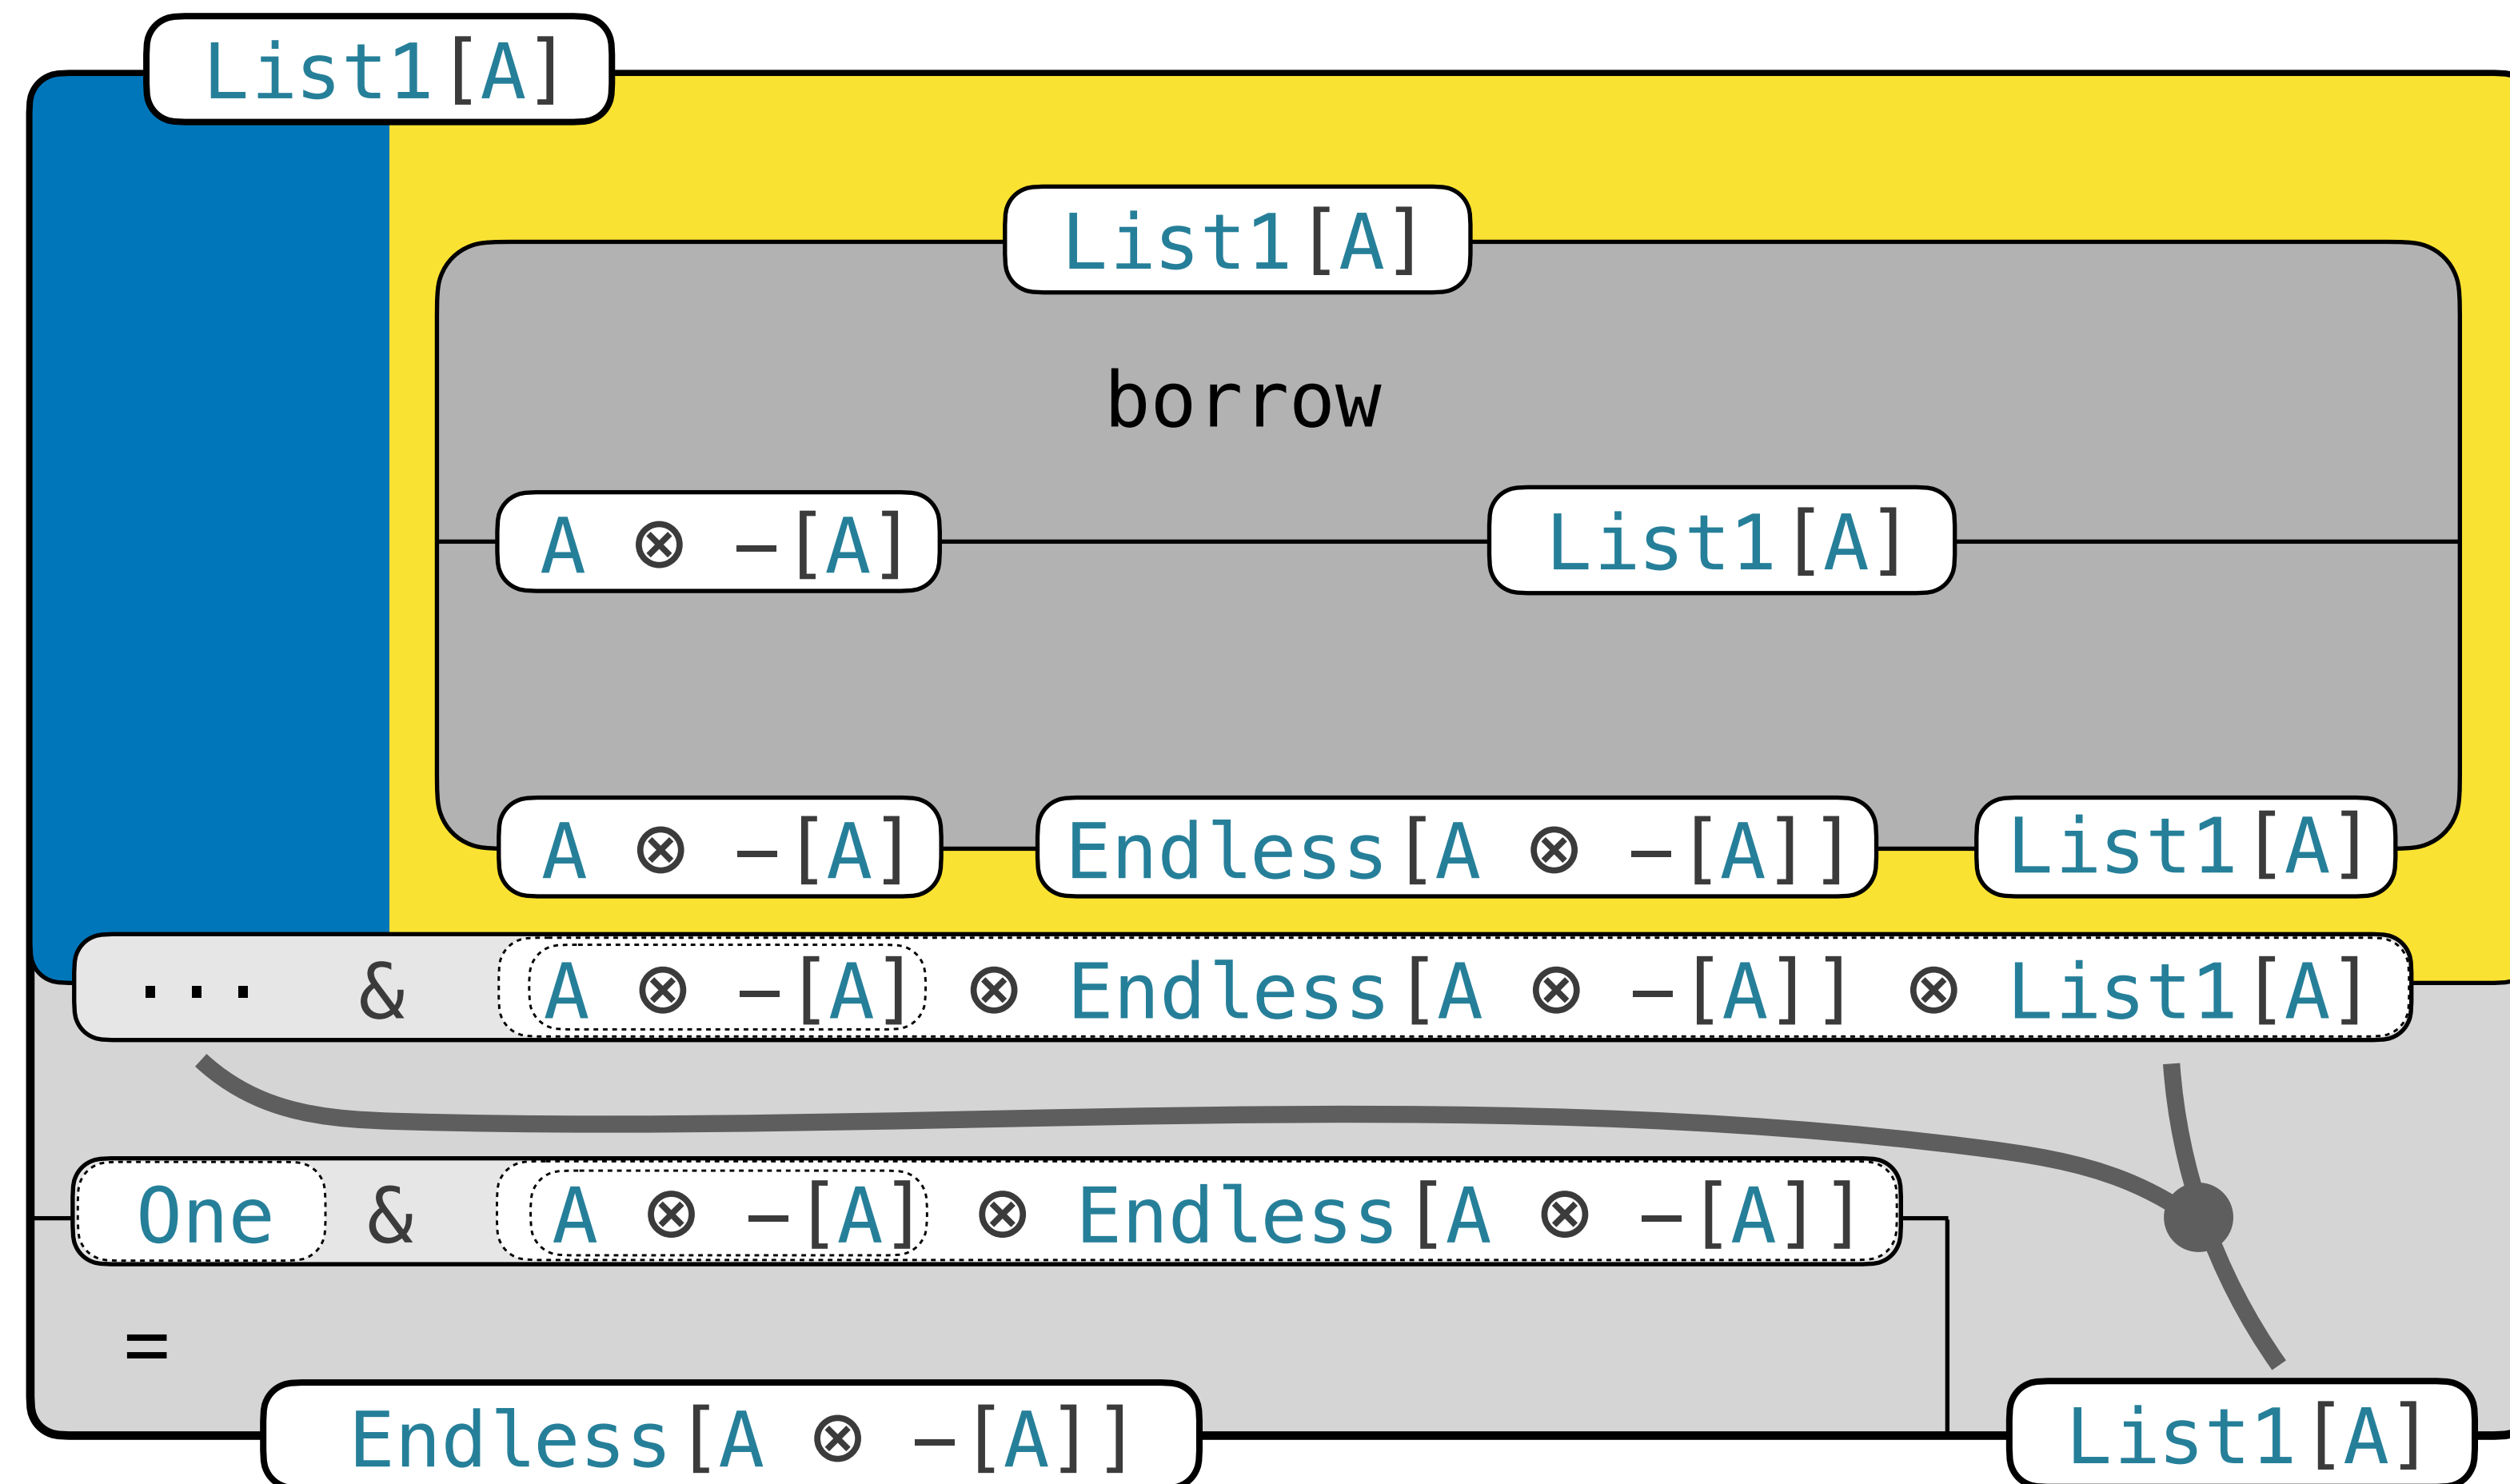 List1[A]
List1[A]
borrow
A ⊗ −[A] List1[A]
A ⊗ −[A] Endless[A ⊗ −[A]] List1[A]
... & A ⊗ −[A] ⊗ Endless[A ⊗ −[A]] ⊗ List1[A]
One & A ⊗ −[A] ⊗ Endless[A ⊗ −[A]]
=
Endless[A ⊗ −[A]] List1[A]